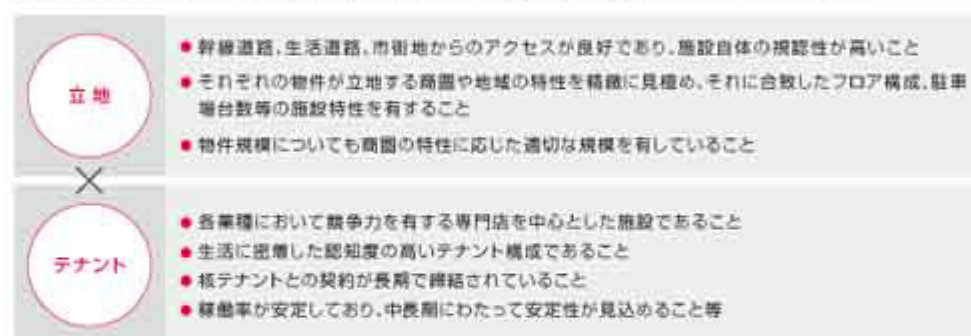 立地
● 幹線道路、生活道路、市街地からのアクセスが良好であり、施設自体の視認性が高いこと
● それぞれの物件が立地する商圏や地域の特性を精緻に見極め、それに合致したフロア構成、駐車
場台数等の施設特性を有すること
● 物件規模についても商圏の特性に応じた適切な規模を有していること
×
テナント
● 各業種において競争力を有する専門店を中心とした施設であること
● 生活に密着した認知度の高いテナント構成であること
● 核テナントとの契約が長期で締結されていること
● 稼働率が安定しており、中長期にわたって安定性が見込めること等